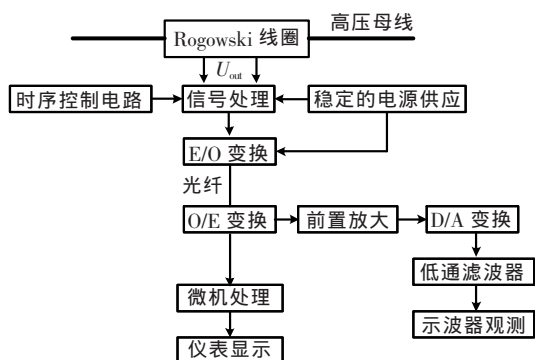 高压母线
Rogowski 线圈
Uout
时序控制电路
信号处理
稳定的电源供应
E/O 变换
光纤
O/E 变换
前置放大
D/A 变换
低通滤波器
微机处理
示波器观测
仪表显示